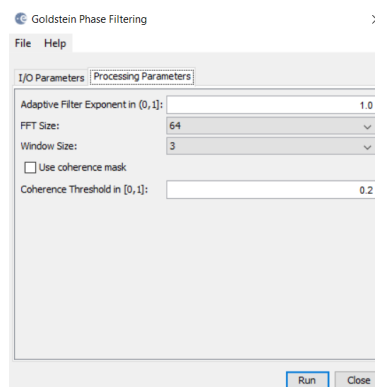 Goldstein Phase Filtering
File Help
I/O Parameters Processing Parameters
Adaptive Filter Exponent in (0,1]: 1.0
FFT Size: 64
Window Size: 3
Use coherence mask
Coherence Threshold in [0,1]: 0.2
Run Close